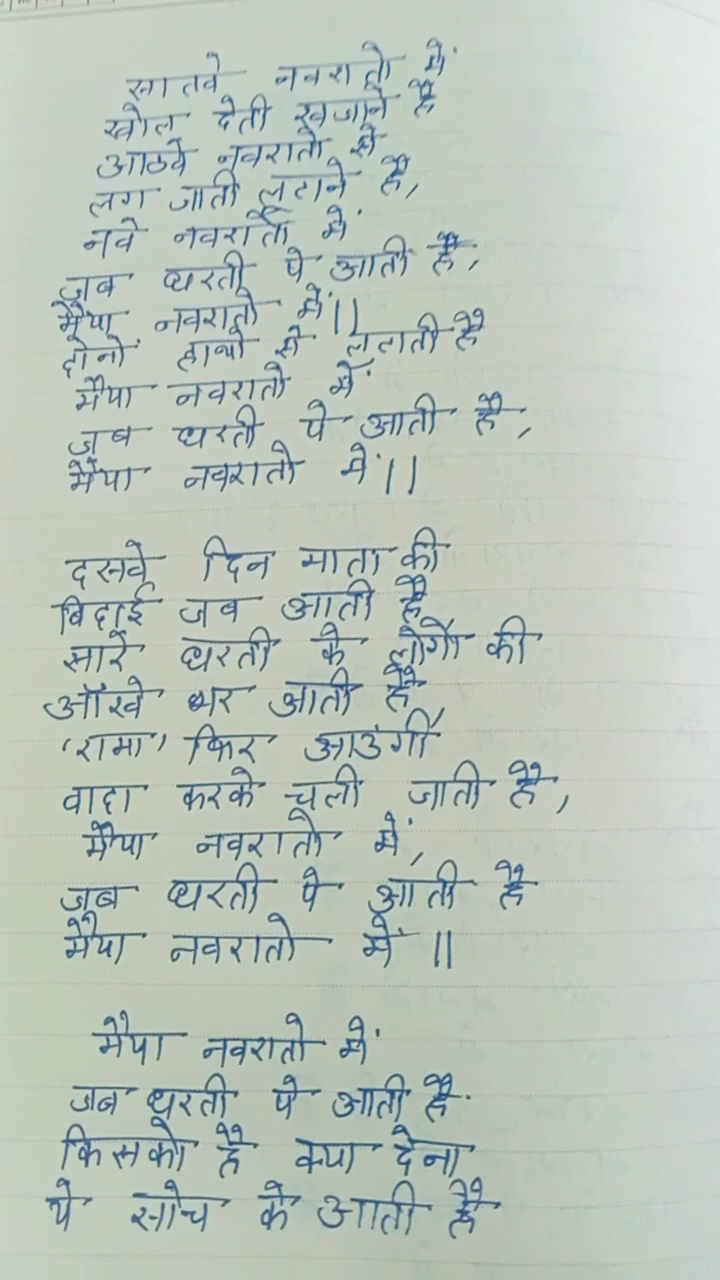 सातवे नवरातो में
खोल देती खजाने है
आठवे नवरातो से
लग जाती लूटाने है,
नवे नवरातो में
जब धरती पे आती है,
मैया नवरातो में||
दोनों हाथो से लूटाती है
मैया नवरातो में
जब धरती पे आती है,
मैया नवरातो में||
दसवे दिन माता की
बिदाई जब आती है
सारे धरती के लोगों की
आँखे भर आती है,
'रामा' फिर आउंगी
वादा करके चली जाती है,
मैया नवरातो में,
जब धरती पे आती है
मैया नवरातो में ||
मैया नवरातो में
जब धरती पे आती है
किसको है क्या देना
ये सोच के आती है